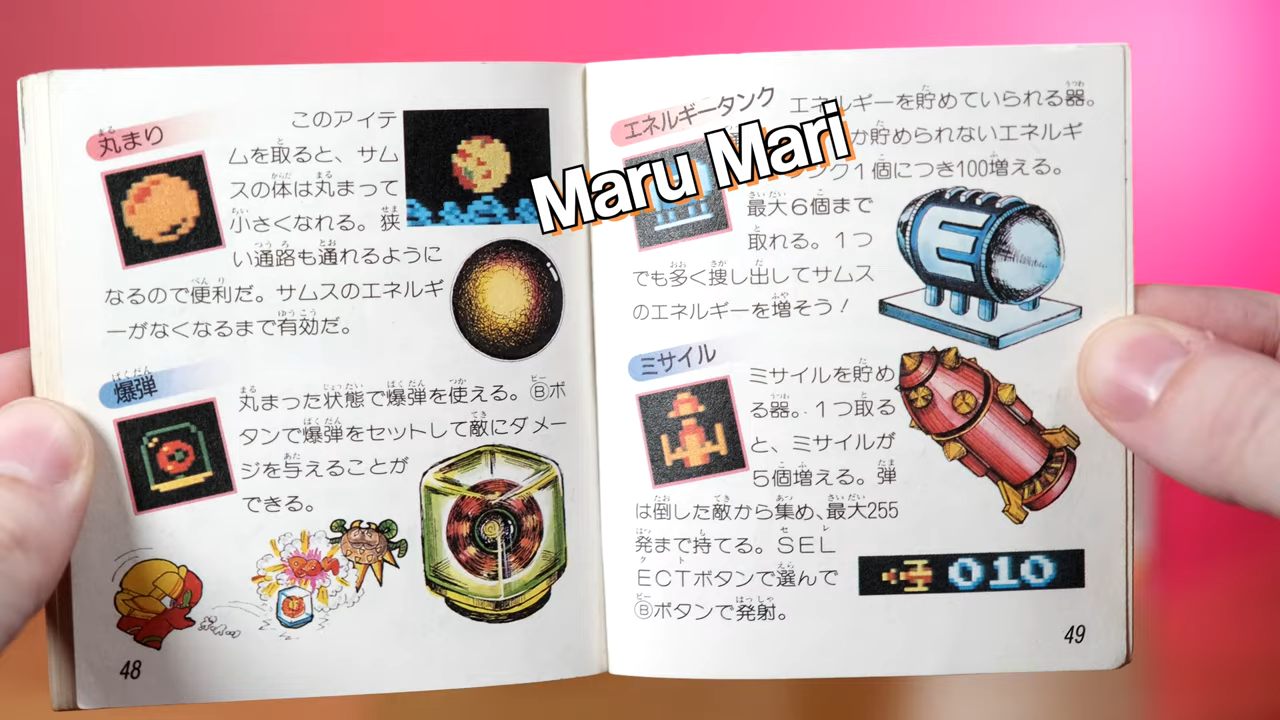 丸まり
このアイテ
ムを取ると、サム
スの体は丸まって
小さくなれる。狭
い通路も通れるように
なるので便利だ。サムスのエネルギ
ーがなくなるまで有効だ。
爆弾
丸まった状態で爆弾を使える。Ⓑボ
タンで爆弾をセットして敵にダメー
ジを与えることが
できる。
48
Maru Mari
エネルギータンク
エネルギーを貯めていられる器。
か貯められないエネルギ
ンク1個につき100増える。
最大6個まで
取れる。1つ
でも多く捜し出してサムス
のエネルギーを増そう！
E
ミサイル
ミサイルを貯め
る器。1つ取る
と、ミサイルが
5個増える。弾
は倒した敵から集め、最大255
発まで持てる。SEL
ECTボタンで選んで
Ⓑボタンで発射。
010
49